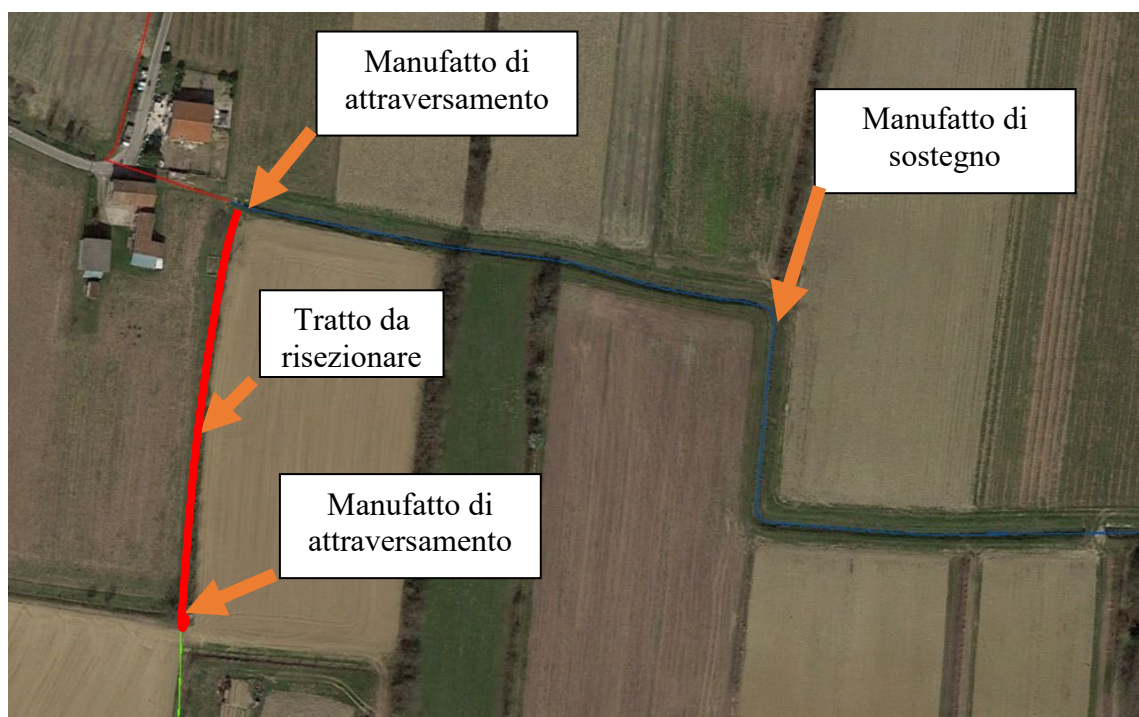 Manufatto di
attraversamento
Manufatto di
sostegno
Tratto da
risezionare
Manufatto di
attraversamento